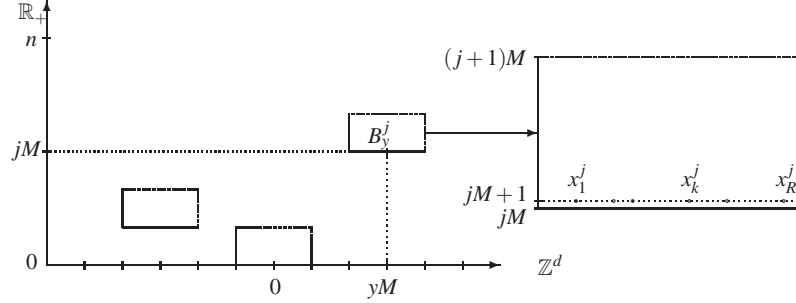 ℝ₊
n
(j+1)M
B_y^j
jM
x_1^j x_k^j x_R^j
jM+1
jM
0
ℤ^d
0 yM